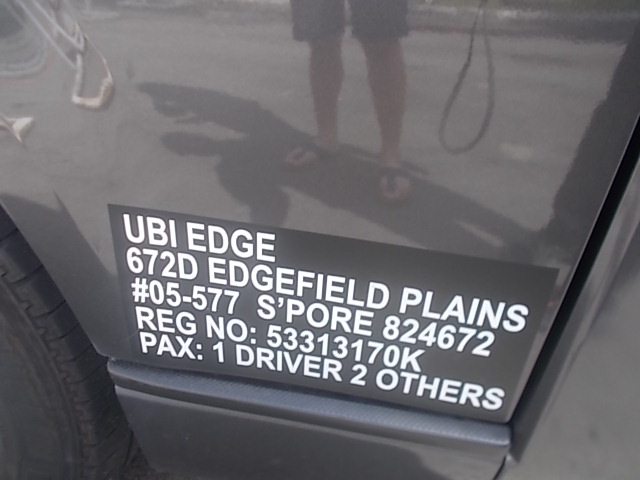 UBI EDGE
672D EDGEFIELD PLAINS
#05-577 S'PORE 824672
REG NO: 53313170K
PAX: 1 DRIVER 2 OTHERS